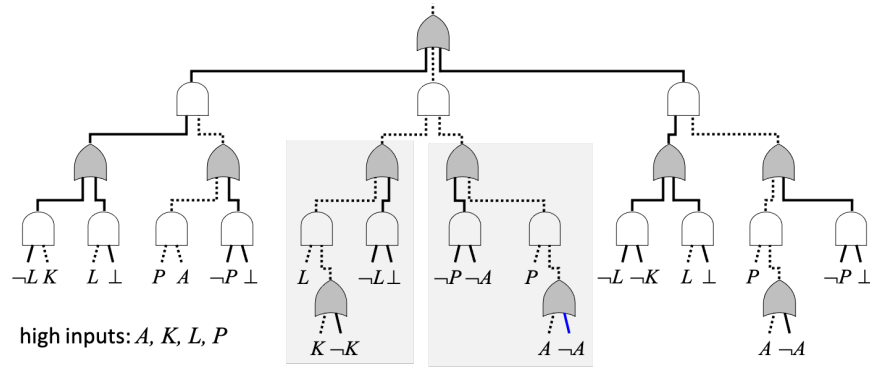 ¬L K L ⊥ P A ¬P ⊥ L ¬L ⊥ ¬P ¬A P ¬L ¬K L ⊥ P ¬P ⊥
high inputs: A, K, L, P
K ¬K A ¬A A ¬A